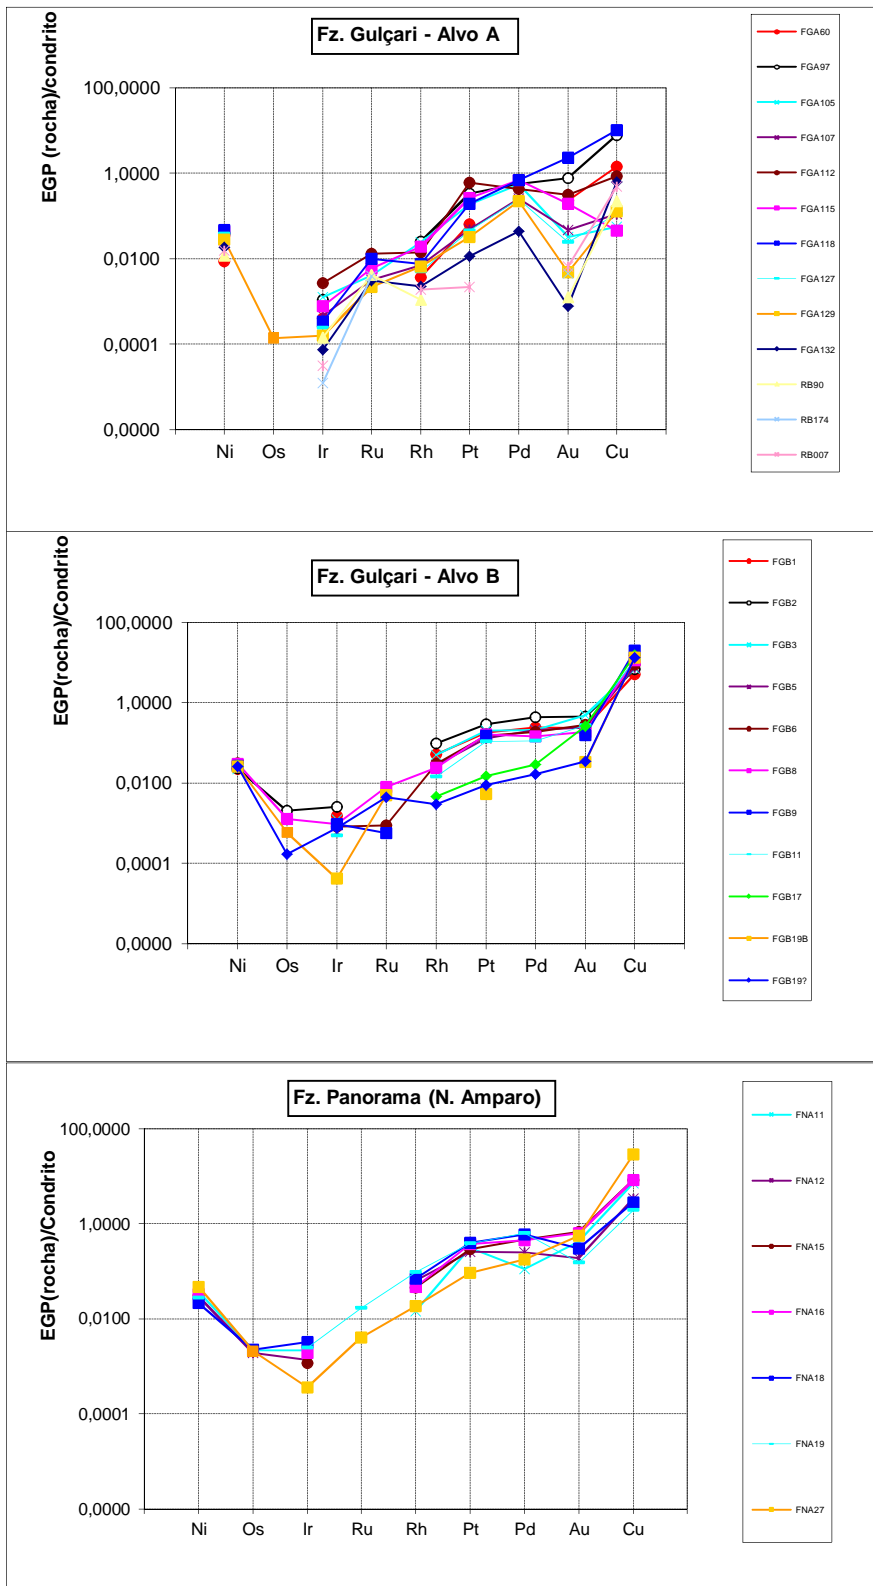 Fz. Gulçari - Alvo A
EGP (rocha)/condrito
100,0000
1,0000
0,0100
0,0001
0,0000
Ni Os Ir Ru Rh Pt Pd Au Cu
FGA60
FGA97
FGA105
FGA107
FGA112
FGA115
FGA118
FGA127
FGA129
FGA132
RB90
RB174
RB007
Fz. Gulçari - Alvo B
EGP(rocha)/Condrito
100,0000
1,0000
0,0100
0,0001
0,0000
Ni Os Ir Ru Rh Pt Pd Au Cu
FGB1
FGB2
FGB3
FGB5
FGB6
FGB8
FGB9
FGB11
FGB17
FGB19B
FGB19?
Fz. Panorama (N. Amparo)
EGP(rocha)/Condrito
100,0000
1,0000
0,0100
0,0001
0,0000
Ni Os Ir Ru Rh Pt Pd Au Cu
FNA11
FNA12
FNA15
FNA16
FNA18
FNA19
FNA27